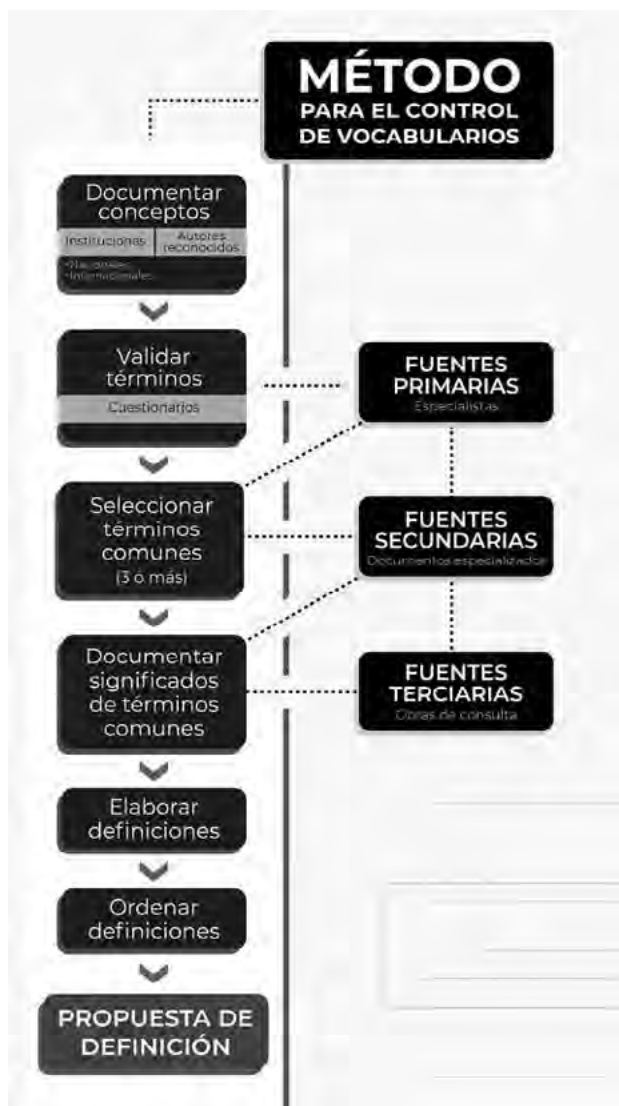 MÉTODO
PARA EL CONTROL
DE VOCABULARIOS
Documentar
conceptos
Instituciones
Autores
reconocidos
•Nacionales
•Internacionales
Validar
términos
Cuestionarios
Seleccionar
términos
comunes
(3 o más)
Documentar
significados
de términos
comunes
Elaborar
definiciones
Ordenar
definiciones
PROPUESTA DE
DEFINICIÓN
FUENTES
PRIMARIAS
Especialistas
FUENTES
SECUNDARIAS
Documentos especializados
FUENTES
TERCIARIAS
Obras de consulta